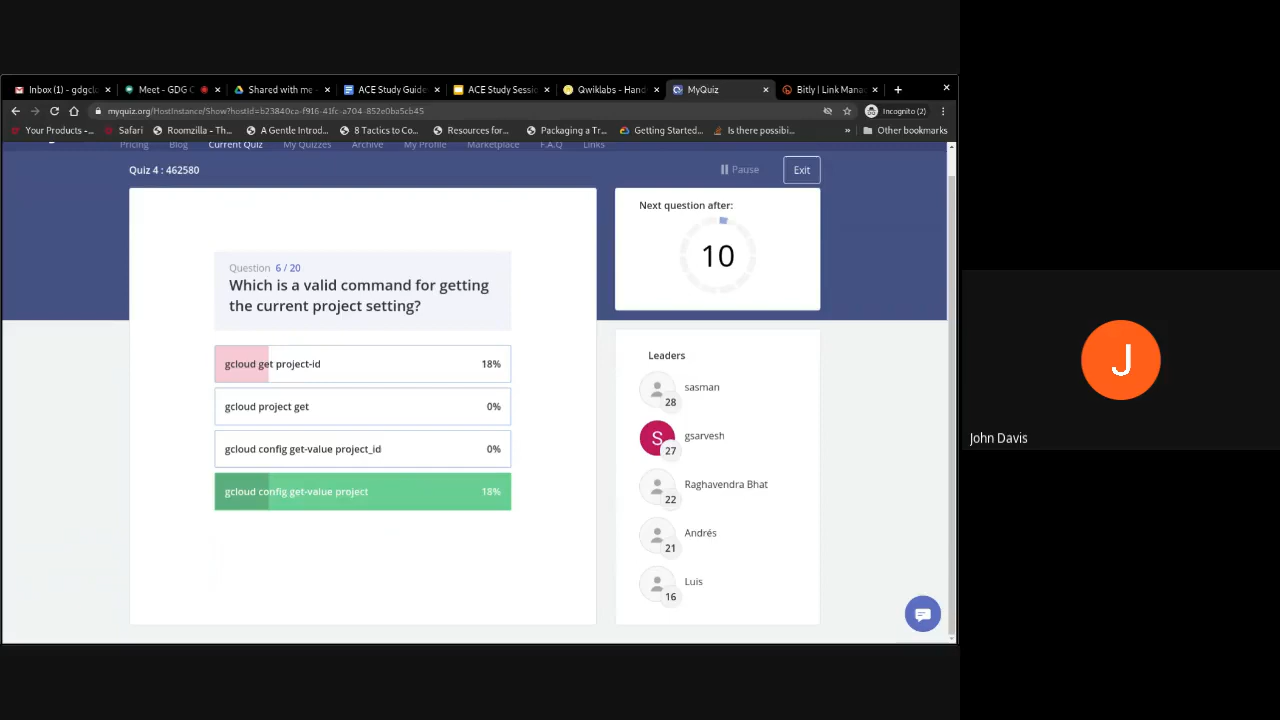 Inbox (1) - gdgclo
Meet - GDG C
Shared with me -
ACE Study Guide
ACE Study Sessio
Qwiklabs - Hand
MyQuiz
Bitly | Link Mana
myquiz.org/HostInstance/Show?hostId=b23840ca-f916-41fc-a704-852e0ba5cb45
Incognito (2)
Your Products -...
Safari
Roomzilla - Th...
A Gentle Introd...
8 Tactics to Co...
Resources for...
Packaging a Tr...
Getting Started...
Is there possibi...
»
Other bookmarks
Pricing
Blog
Current Quiz
My Quizzes
Archive
My Profile
Marketplace
F.A.Q
Links
Quiz 4 : 462580
Pause
Exit
Question 6 / 20
Which is a valid command for getting
the current project setting?
gcloud get project-id 18%
gcloud project get 0%
gcloud config get-value project_id 0%
gcloud config get-value project 18%
Next question after:
10
Leaders
sasman
28
S
gsarvesh
27
Raghavendra Bhat
22
Andrés
21
Luis
16
J
John Davis